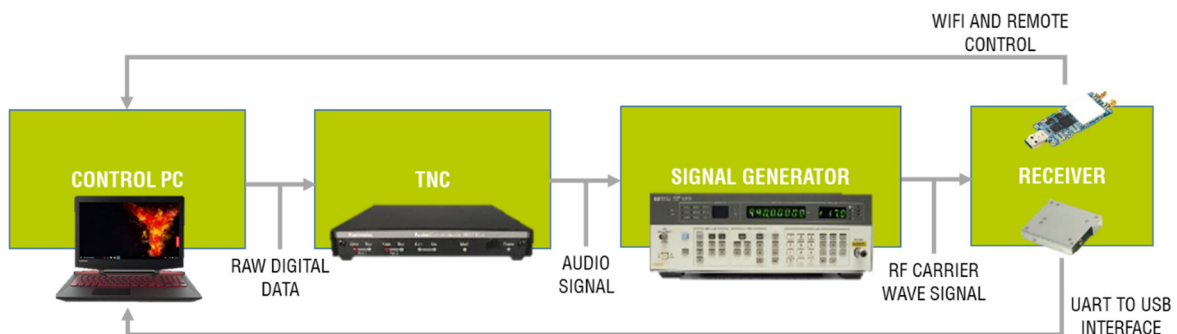 WIFI AND REMOTE
CONTROL
CONTROL PC
TNC
SIGNAL GENERATOR
RECEIVER
RAW DIGITAL
DATA
AUDIO
SIGNAL
RF CARRIER
WAVE SIGNAL
UART TO USB
INTERFACE